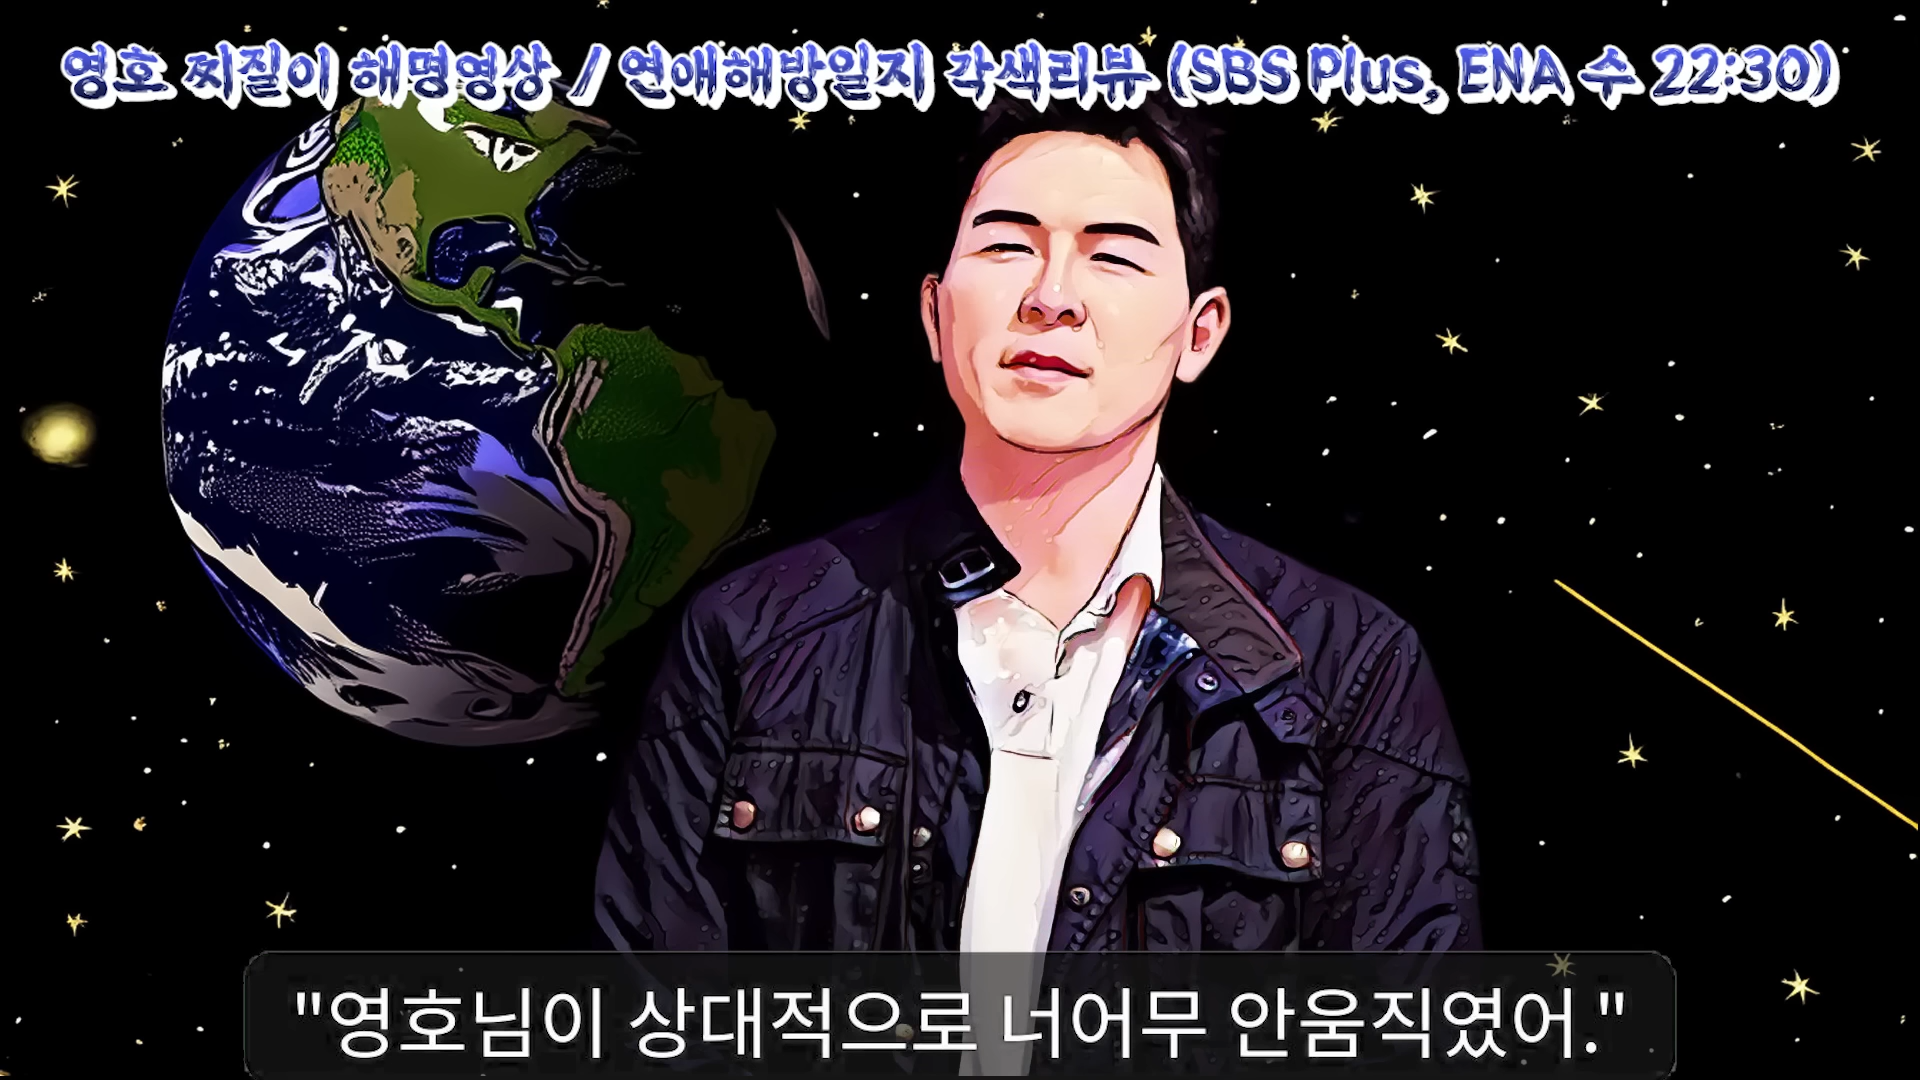 영호 찌질이 해명영상 / 연애해방일지 각색리뷰 (SBS Plus, ENA 수 22:30)
"영호님이 상대적으로 너어무 안움직였어."